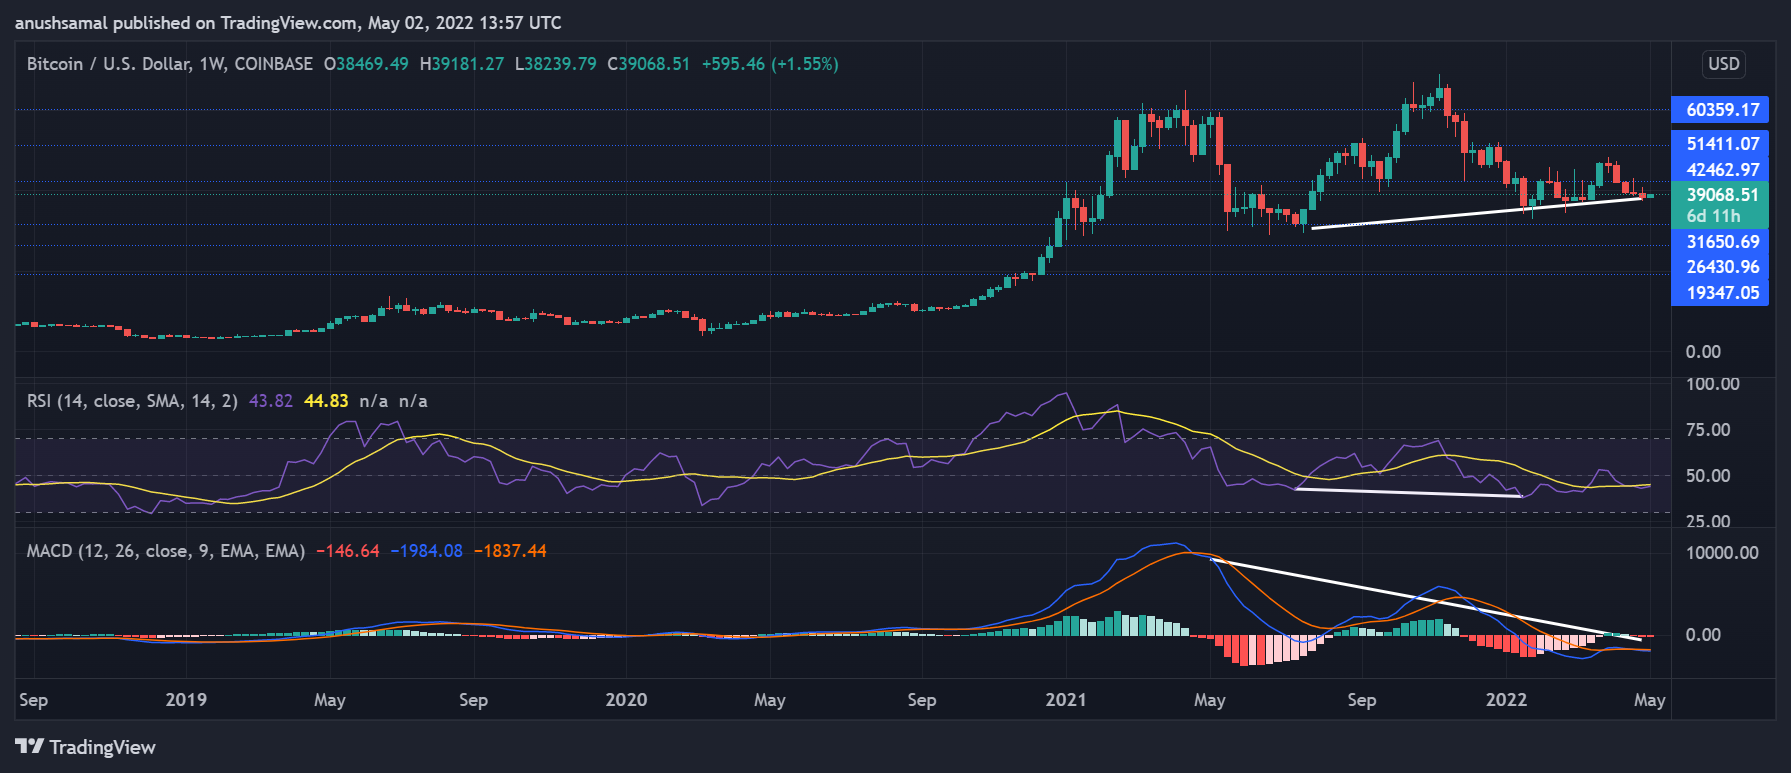 anushsamal published on TradingView.com, May 02, 2022 13:57 UTC
Bitcoin / U.S. Dollar, 1W, COINBASE O38469.49 H39181.27 L38239.79 C39068.51 +595.46 (+1.55%)
USD
60359.17
51411.07
42462.97
39068.51
6d 11h
31650.69
26430.96
19347.05
0.00
RSI (14, close, SMA, 14, 2) 43.82 44.83 n/a n/a
100.00
75.00
50.00
25.00
MACD (12, 26, close, 9, EMA, EMA) −146.64 −1984.08 −1837.44
10000.00
0.00
Sep 2019 May Sep 2020 May Sep 2021 May Sep 2022 May
TradingView